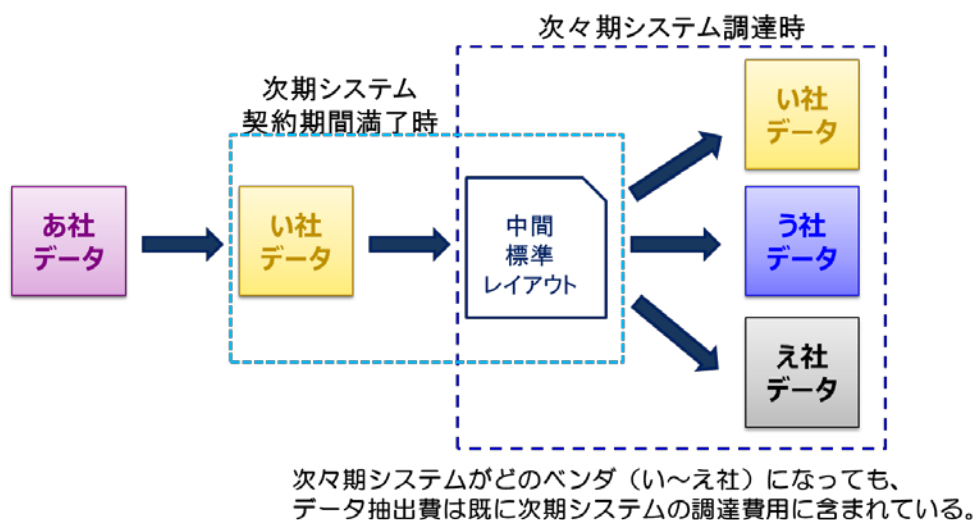 次々期システム調達時
次期システム
契約期間満了時
あ社
データ
い社
データ
中間
標準
レイアウト
い社
データ
う社
データ
え社
データ
次々期システムがどのベンダ（い～え社）になっても、
データ抽出費は既に次期システムの調達費用に含まれている。